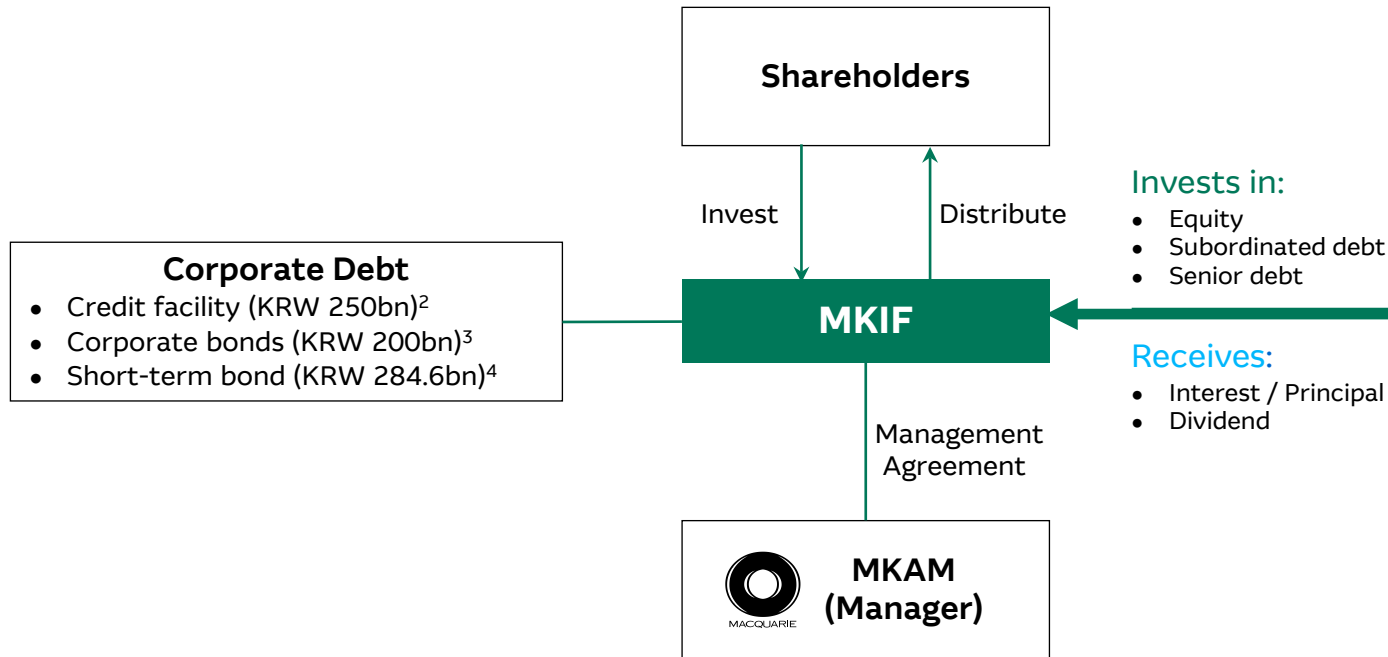 Shareholders
Invest
Distribute
Invests in:
• Equity
• Subordinated debt
• Senior debt
Corporate Debt
• Credit facility (KRW 250bn)2
• Corporate bonds (KRW 200bn)3
• Short-term bond (KRW 284.6bn)4
MKIF
Receives:
• Interest / Principal
• Dividend
Management
Agreement
MACQUARIE
MKAM
(Manager)